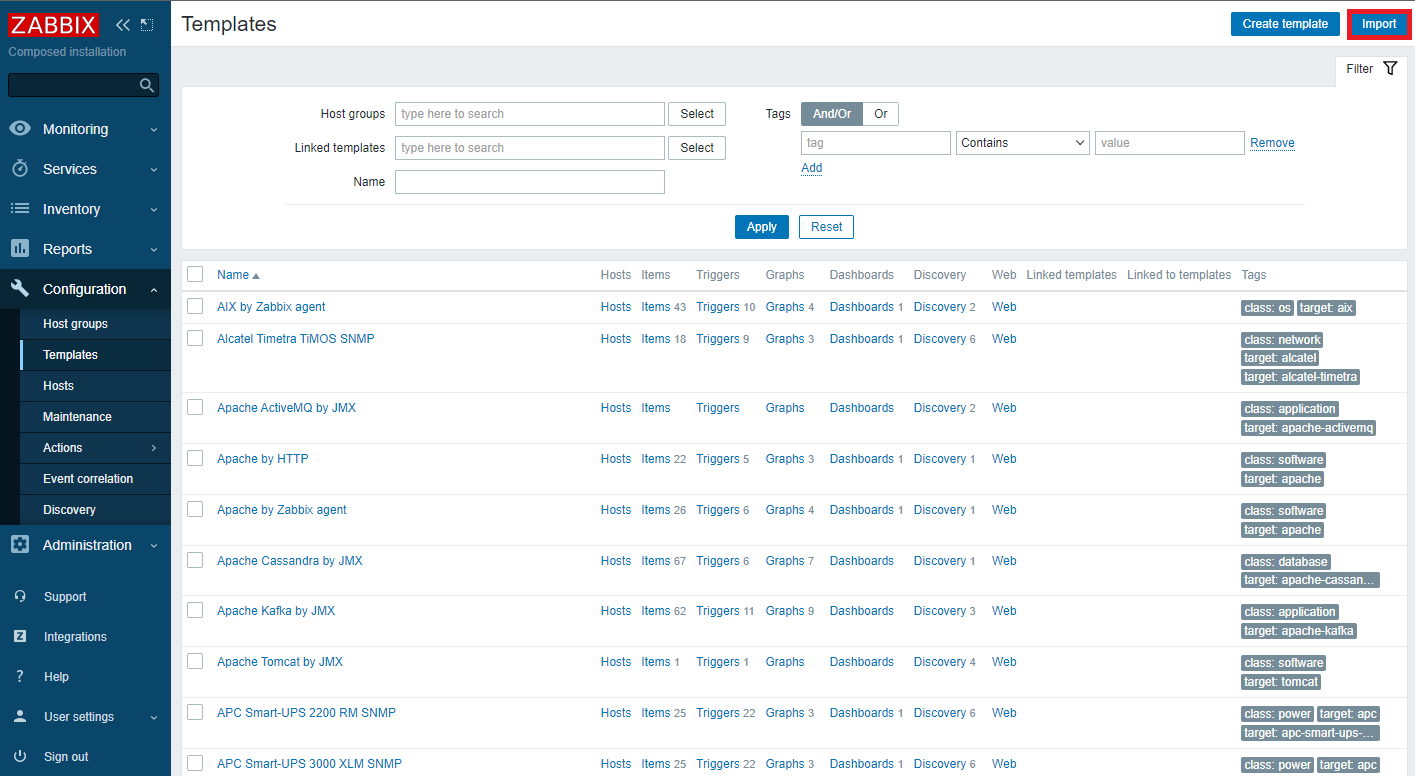 ZABBIX
Composed installation
Monitoring
Services
Inventory
Reports
Configuration
Host groups
Templates
Hosts
Maintenance
Actions
Event correlation
Discovery
Administration
Support
Z Integrations
? Help
User settings
Sign out
Templates
Create template Import
Filter
Host groups type here to search Select
Linked templates type here to search Select
Name
Tags And/Or Or
tag Contains value Remove
Add
Apply Reset
Name Hosts Items Triggers Graphs Dashboards Discovery Web Linked templates Linked to templates Tags
AIX by Zabbix agent Hosts Items 43 Triggers 10 Graphs 4 Dashboards 1 Discovery 2 Web class: os target: aix
Alcatel Timetra TiMOS SNMP Hosts Items 18 Triggers 9 Graphs 3 Dashboards 1 Discovery 6 Web class: network
target: alcatel
target: alcatel-timetra
Apache ActiveMQ by JMX Hosts Items Triggers Graphs Dashboards Discovery 2 Web class: application
target: apache-activemq
Apache by HTTP Hosts Items 22 Triggers 5 Graphs 3 Dashboards 1 Discovery 1 Web class: software
target: apache
Apache by Zabbix agent Hosts Items 26 Triggers 6 Graphs 4 Dashboards 1 Discovery 1 Web class: software
target: apache
Apache Cassandra by JMX Hosts Items 67 Triggers 6 Graphs 7 Dashboards Discovery 1 Web class: database
target: apache-cassan...
Apache Kafka by JMX Hosts Items 62 Triggers 11 Graphs 9 Dashboards Discovery 3 Web class: application
target: apache-kafka
Apache Tomcat by JMX Hosts Items 1 Triggers 1 Graphs Dashboards Discovery 4 Web class: software
target: tomcat
APC Smart-UPS 2200 RM SNMP Hosts Items 25 Triggers 22 Graphs 3 Dashboards 1 Discovery 6 Web class: power target: apc
target: apc-smart-ups-...
APC Smart-UPS 3000 XLM SNMP Hosts Items 25 Triggers 22 Graphs 3 Dashboards 1 Discovery 6 Web class: power target: apc